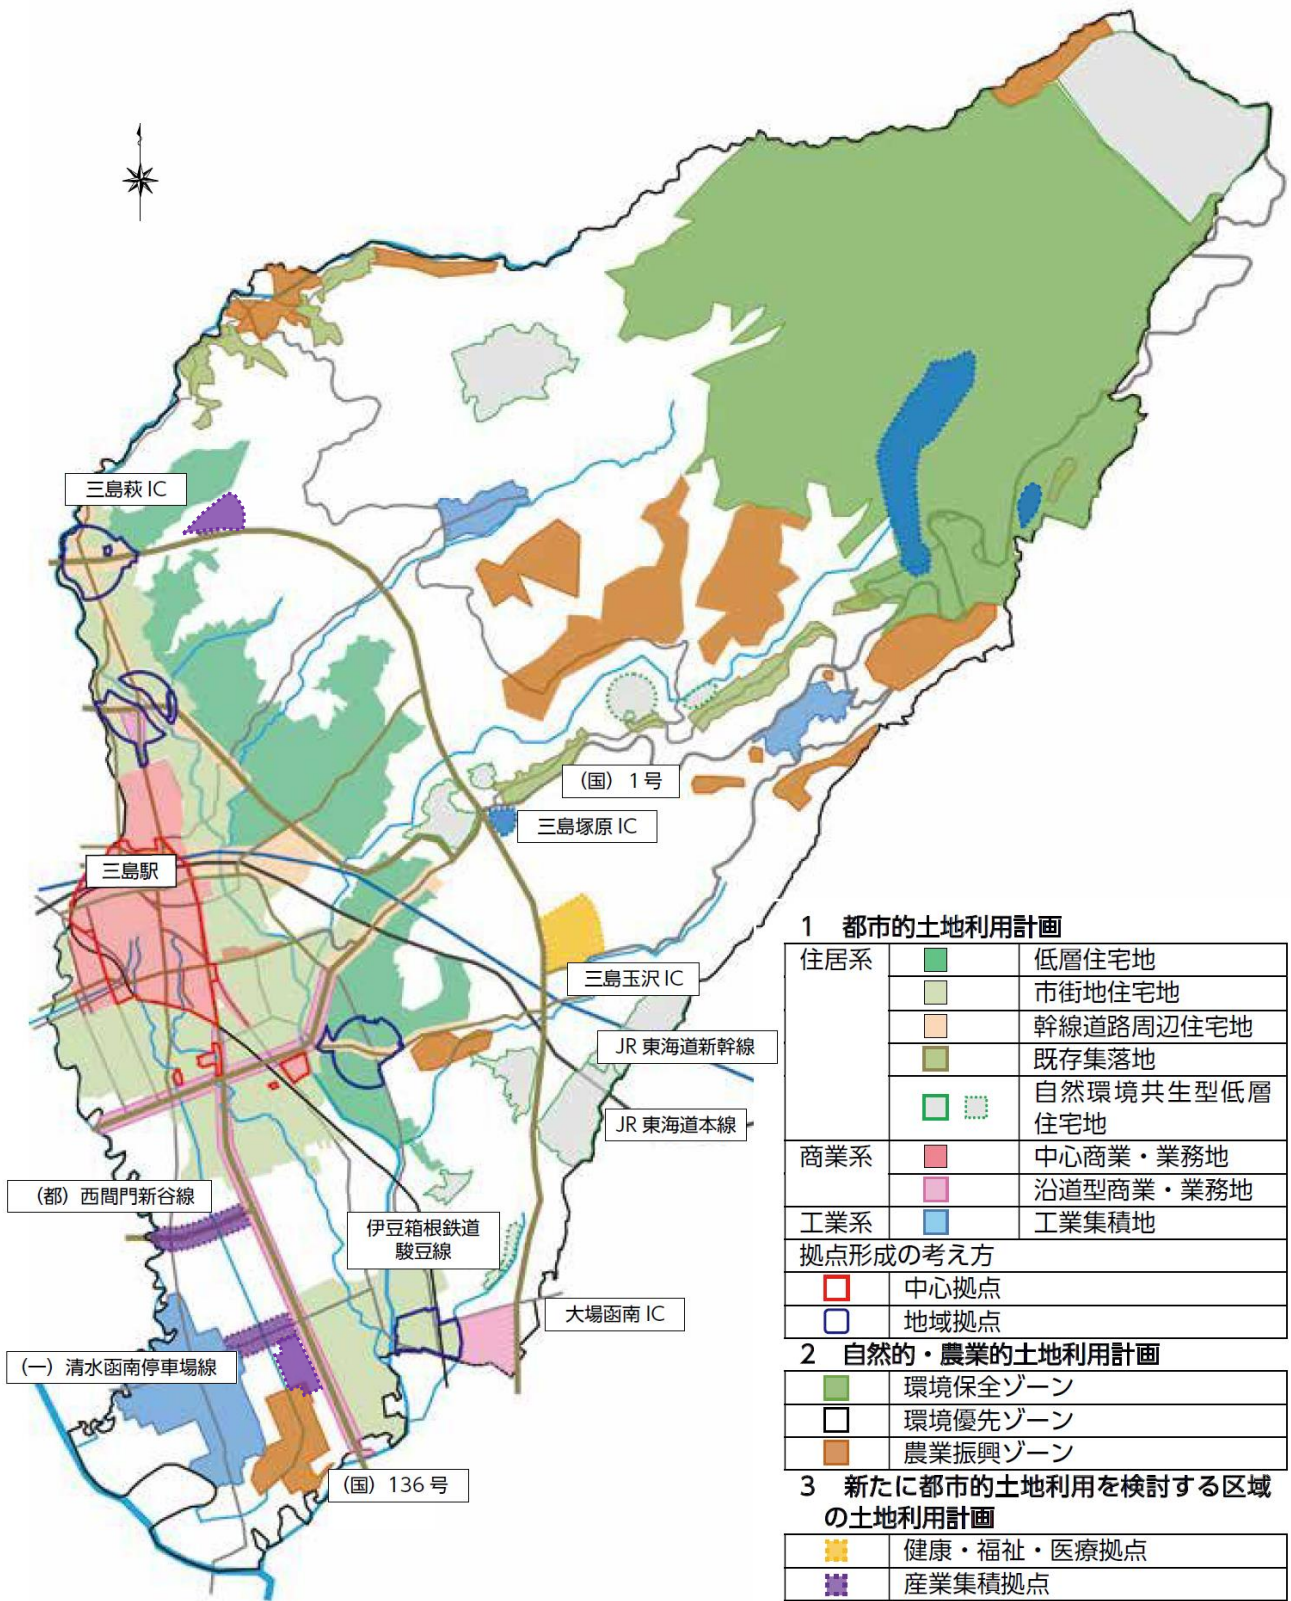 三島萩 IC
（国）1号
三島塚原 IC
三島駅
三島玉沢 IC
JR 東海道新幹線
JR 東海道本線
（都）西間門新谷線
伊豆箱根鉄道
駿豆線
大場函南 IC
（一）清水函南停車場線
（国）136号
1 都市的土地利用計画
住居系 低層住宅地
市街地住宅地
幹線道路周辺住宅地
既存集落地
自然環境共生型低層
住宅地
商業系 中心商業・業務地
沿道型商業・業務地
工業系 工業集積地
拠点形成の考え方
中心拠点
地域拠点
2 自然的・農業的土地利用計画
環境保全ゾーン
環境優先ゾーン
農業振興ゾーン
3 新たに都市的土地利用を検討する区域
の土地利用計画
健康・福祉・医療拠点
産業集積拠点